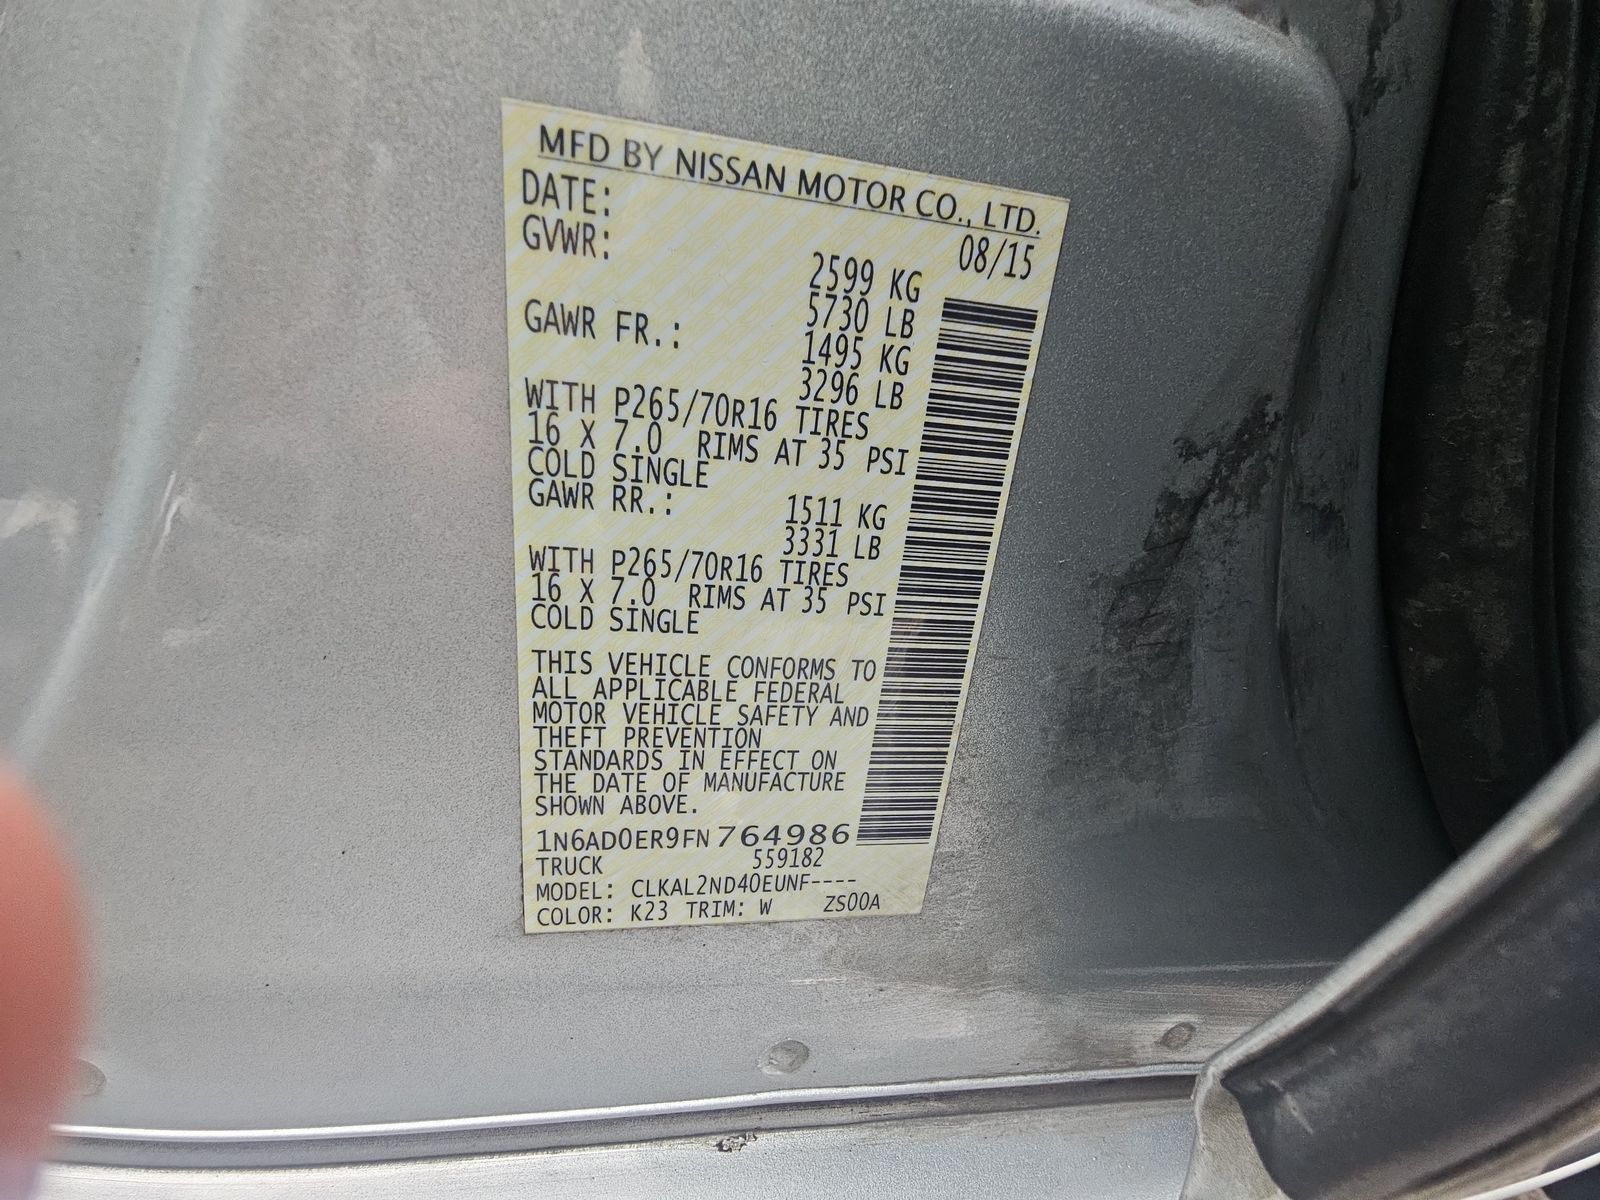 MFD BY NISSAN MOTOR CO., LTD.
DATE: 08/15
GVWR: 2599 KG
5730 LB
GAWR FR.: 1495 KG
3296 LB
WITH P265/70R16 TIRES
16 X 7.0 RIMS AT 35 PSI
COLD SINGLE
GAWR RR.: 1511 KG
3331 LB
WITH P265/70R16 TIRES
16 X 7.0 RIMS AT 35 PSI
COLD SINGLE
THIS VEHICLE CONFORMS TO
ALL APPLICABLE FEDERAL
MOTOR VEHICLE SAFETY AND
THEFT PREVENTION
STANDARDS IN EFFECT ON
THE DATE OF MANUFACTURE
SHOWN ABOVE.
1N6AD0ER9FN 764986
TRUCK 559182
MODEL: CLKAL2ND40EUNF----
COLOR: K23 TRIM: W ZS00A